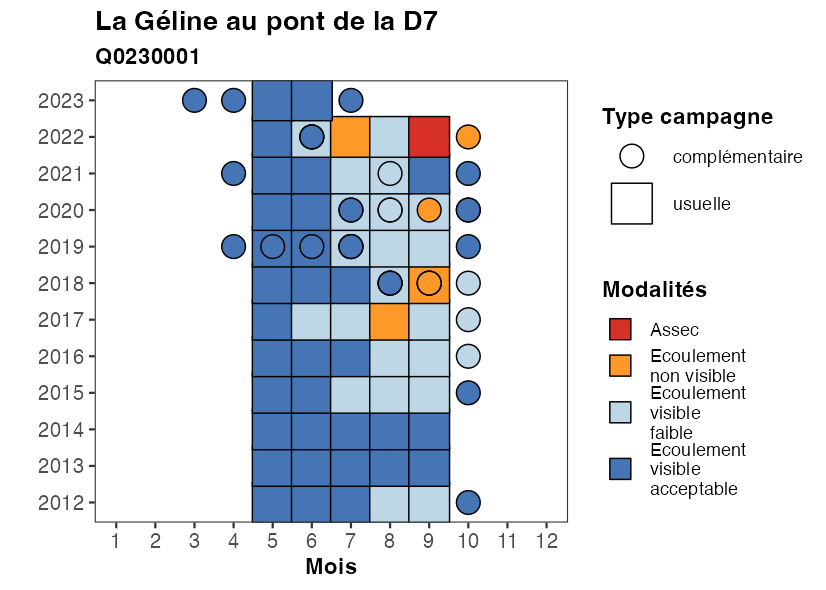 La Géline au pont de la D7
Q0230001
2023
2022
2021
2020
2019
2018
2017
2016
2015
2014
2013
2012
1 2 3 4 5 6 7 8 9 10 11 12
Mois
Type campagne
complémentaire
usuelle
Modalités
Assec
Ecoulement
non visible
Ecoulement
visible
faible
Ecoulement
visible
acceptable